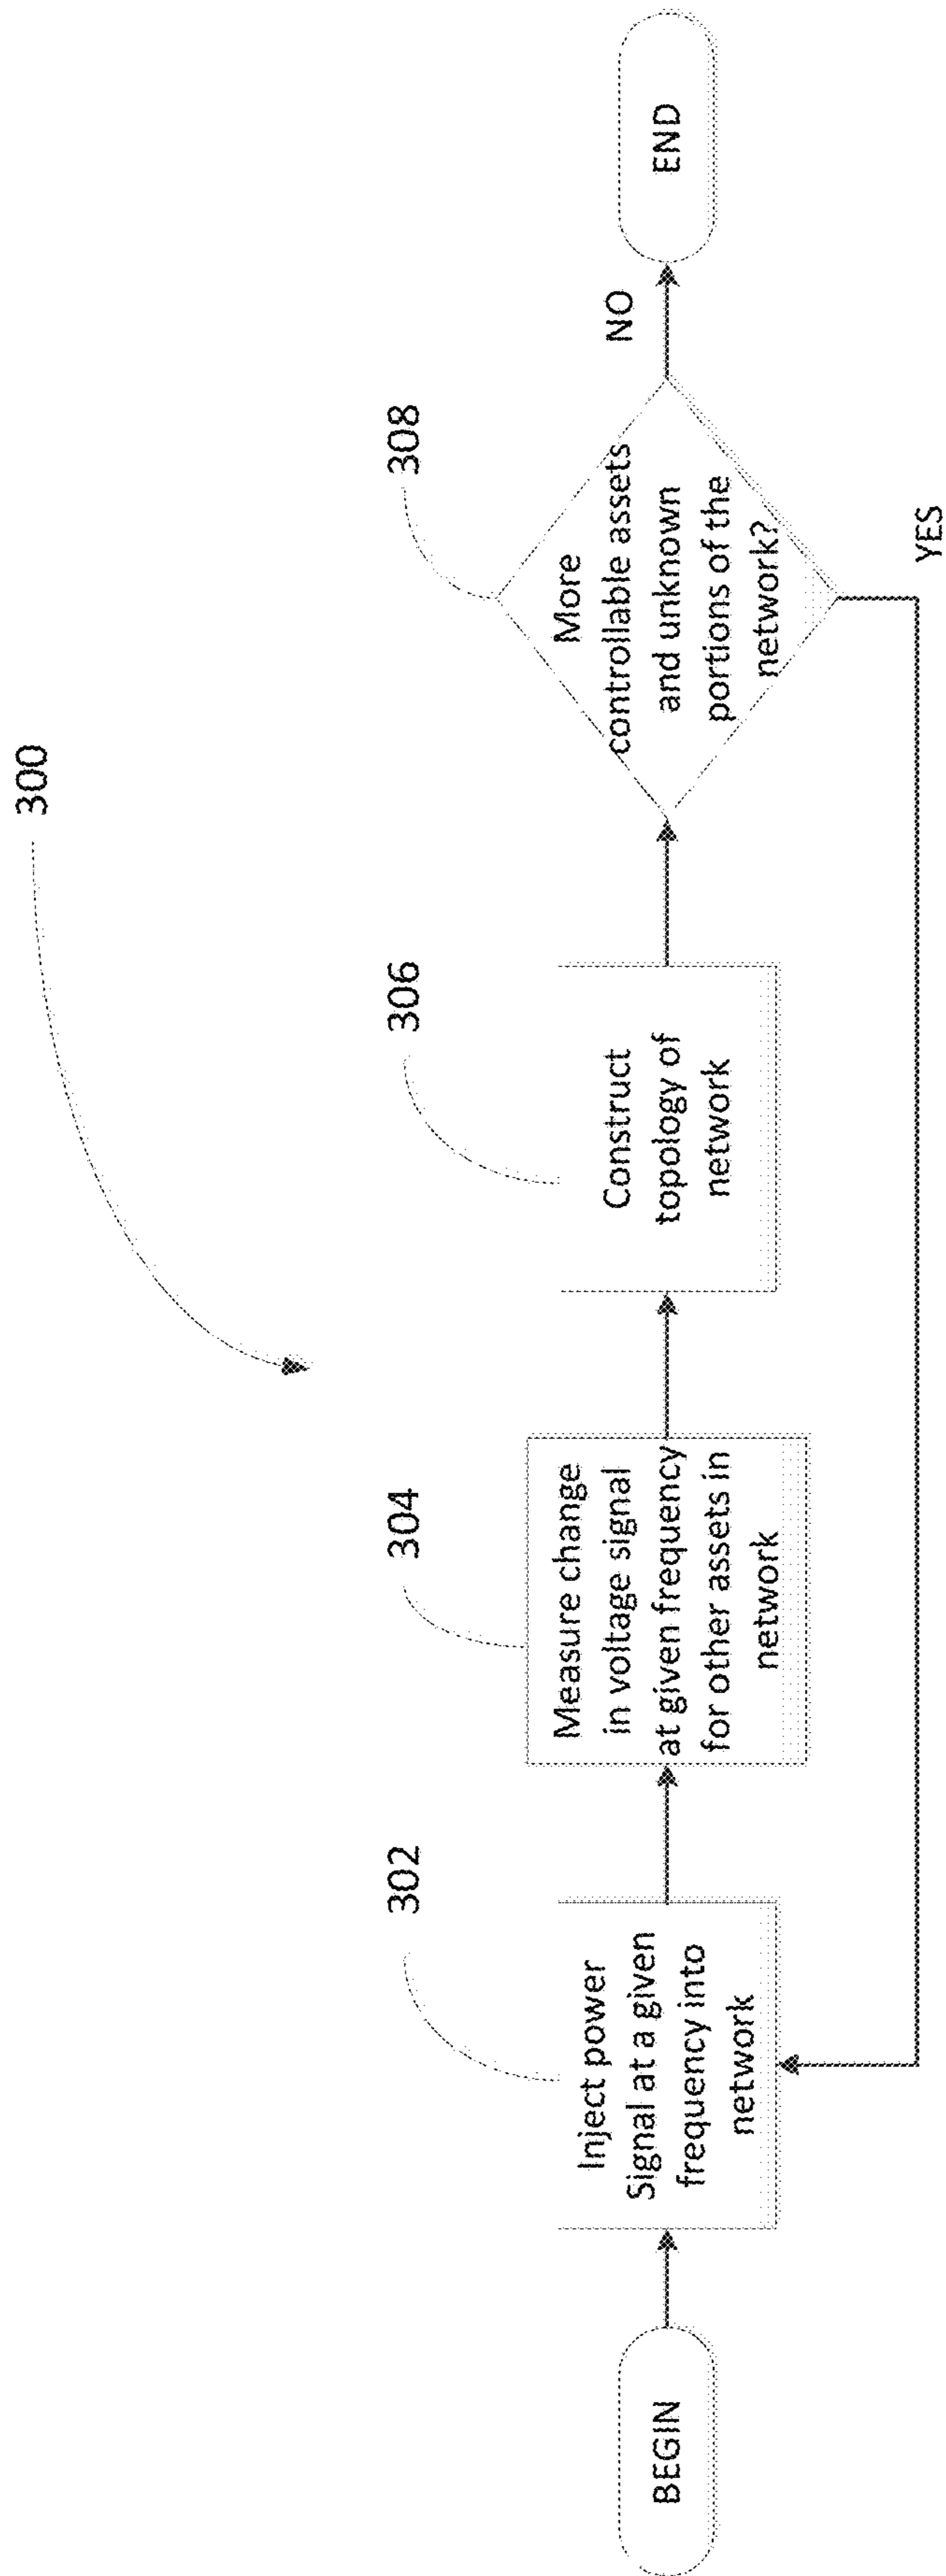 300
302
304
306
308
BEGIN
Inject power
Signal at a given
frequency into
network
Measure change
in voltage signal
at given frequency
for other assets in
network
Construct
topology of
network
More
controllable assets
and unknown
portions of the
network?
NO
END
YES